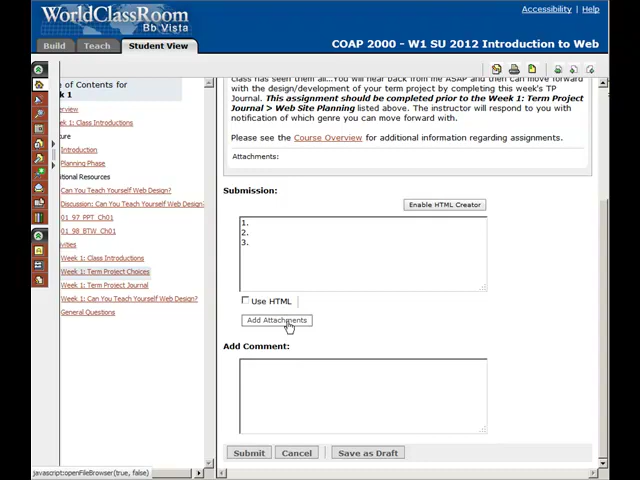 WorldClassRoom
Bb Vista
Accessibility | Help
Build
Teach
Student View
COAP 2000 - W1 SU 2012 Introduction to Web
e of Contents for
k 1
erview
ek 1: Class Introductions
ture
Introduction
Planning Phase
itional Resources
Can You Teach Yourself Web Design?
Discussion: Can You Teach Yourself Web Desig
01_97_PPT_Ch01
01_98_BTW_Ch01
ivities
Week 1: Class Introductions
Week 1: Term Project Choices
Week 1: Term Project Journal
Week 1: Can You Teach Yourself Web Design?
General Questions
Class has seen them all...You will hear back from me ASAP and then can move forward
with the design/development of your term project by completing this week's TP
Journal. This assignment should be completed prior to the Week 1: Term Project
Journal > Web Site Planning listed above. The instructor will respond to you with
notification of which genre you can move forward with.
Please see the Course Overview for additional information regarding assignments.
Attachments:
Submission:
Enable HTML Creator
1.
2.
3.
Use HTML
Add Attachments
Add Comment:
Submit
Cancel
Save as Draft
javascript:openFileBrowser(true, false)